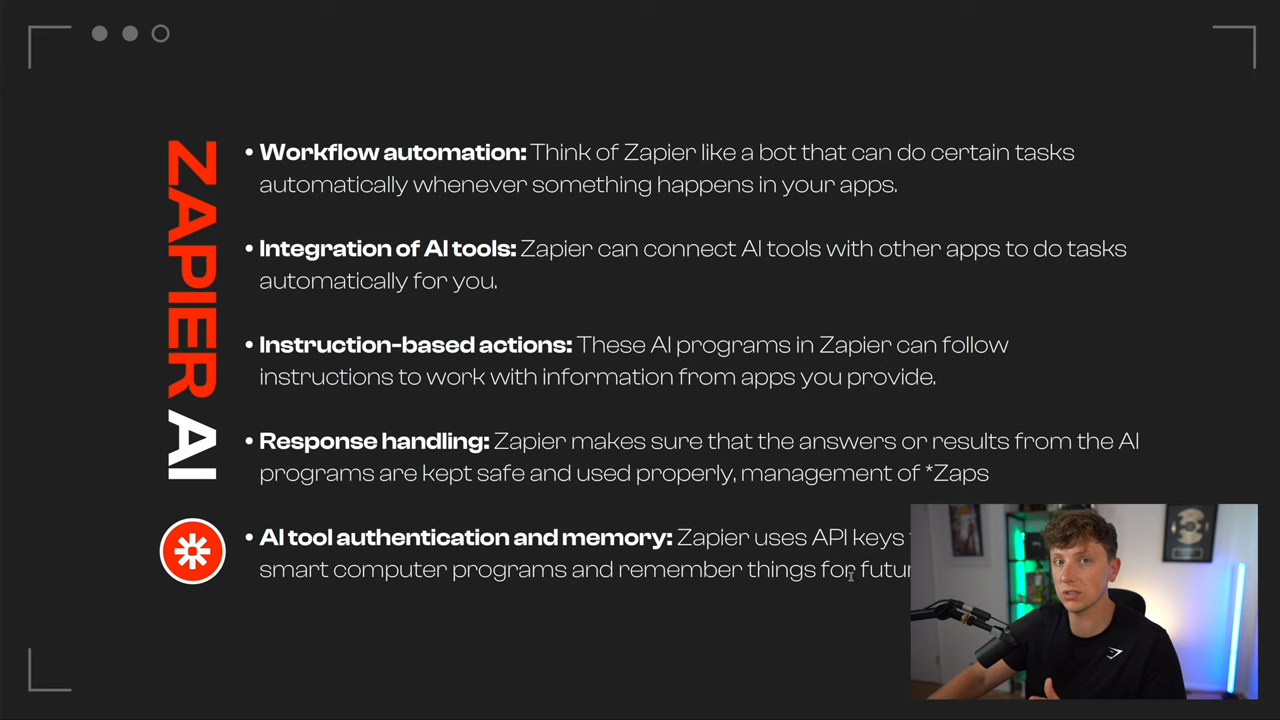 ZAPIER AI
• Workflow automation: Think of Zapier like a bot that can do certain tasks
automatically whenever something happens in your apps.
• Integration of AI tools: Zapier can connect AI tools with other apps to do tasks
automatically for you.
• Instruction-based actions: These AI programs in Zapier can follow
instructions to work with information from apps you provide.
• Response handling: Zapier makes sure that the answers or results from the AI
programs are kept safe and used properly, management of *Zaps
• AI tool authentication and memory: Zapier uses API keys
smart computer programs and remember things for